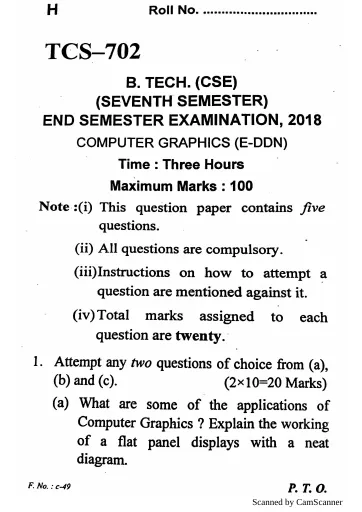 H Roll No. ...............................
TCS–702
B. TECH. (CSE)
(SEVENTH SEMESTER)
END SEMESTER EXAMINATION, 2018
COMPUTER GRAPHICS (E-DDN)
Time : Three Hours
Maximum Marks : 100
Note :(i) This question paper contains five
questions.
(ii) All questions are compulsory.
(iii)Instructions on how to attempt a
question are mentioned against it.
(iv)Total marks assigned to each
question are twenty.
1. Attempt any two questions of choice from (a),
(b) and (c). (2×10=20 Marks)
(a) What are some of the applications of
Computer Graphics ? Explain the working
of a flat panel displays with a neat
diagram.
F. No. : c-49 P. T. O.
Scanned by CamScanner